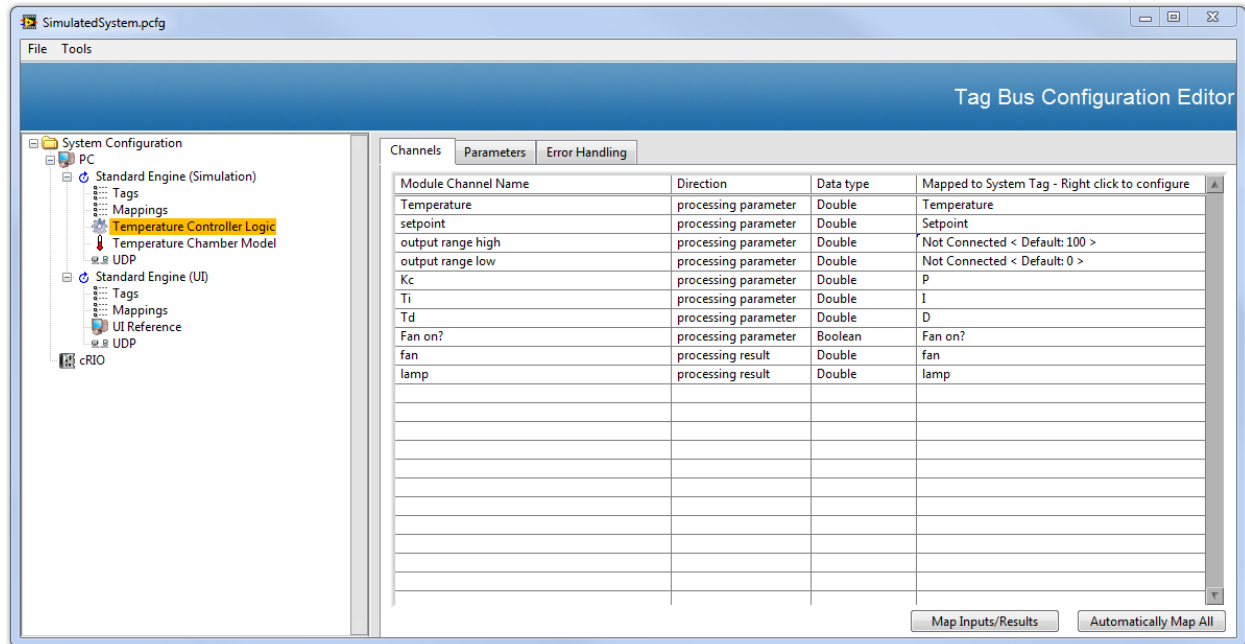 SimulatedSystem.pcfg
File Tools
Tag Bus Configuration Editor
System Configuration
PC
Standard Engine (Simulation)
Tags
Mappings
Temperature Controller Logic
Temperature Chamber Model
UDP
Standard Engine (UI)
Tags
Mappings
UI Reference
UDP
cRIO
Channels Parameters Error Handling
Module Channel Name Direction Data type Mapped to System Tag - Right click to configure
Temperature processing parameter Double Temperature
setpoint processing parameter Double Setpoint
output range high processing parameter Double Not Connected < Default: 100 >
output range low processing parameter Double Not Connected < Default: 0 >
Kc processing parameter Double P
Ti processing parameter Double I
Td processing parameter Double D
Fan on? processing parameter Boolean Fan on?
fan processing result Double fan
lamp processing result Double lamp
Map Inputs/Results Automatically Map All